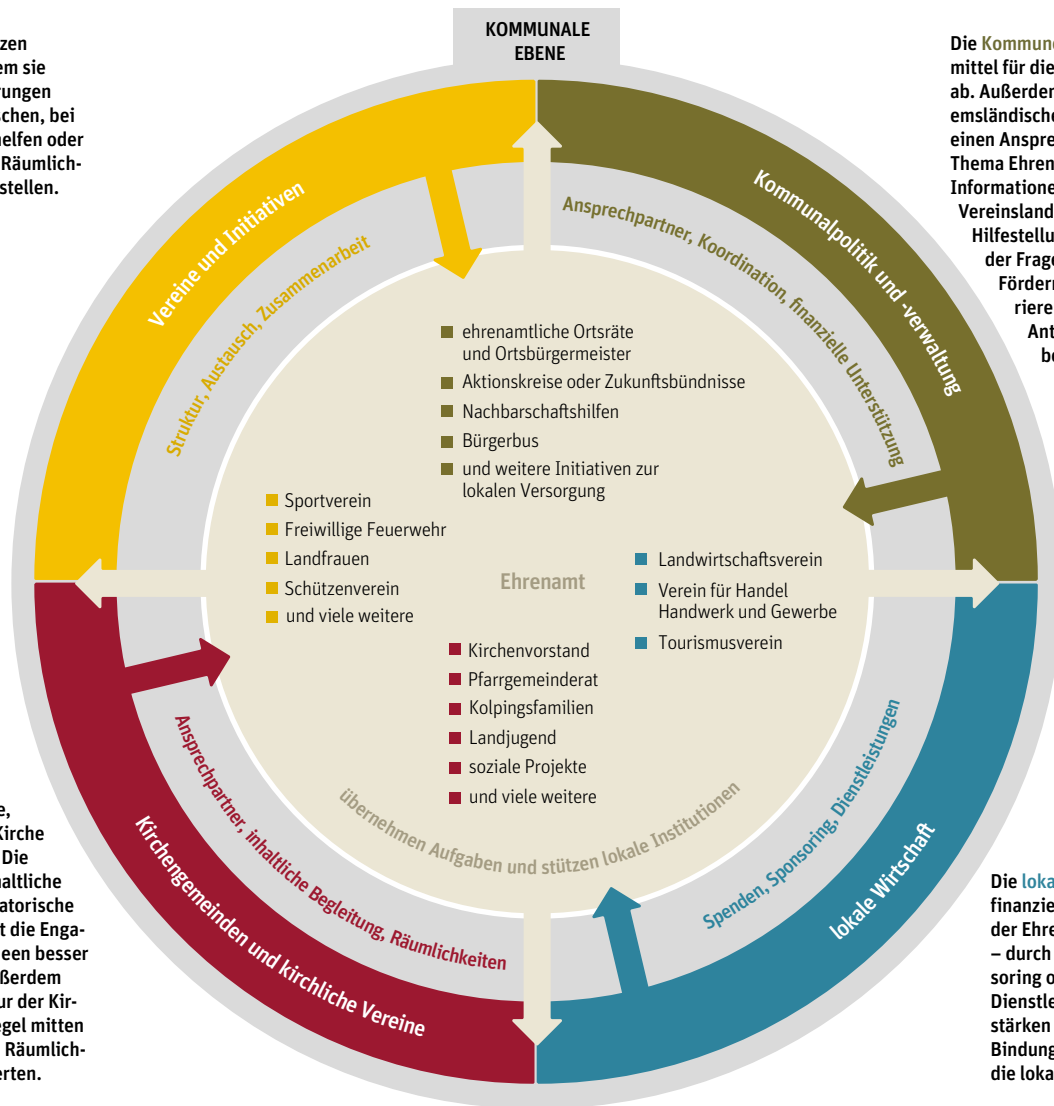 KOMMUNALE
EBENE
zen
em sie
rungen
schen, bei
helfen oder
Räumlich-
stellen.
Die Kommun
mittel für die
ab. Außerdem
emsländische
einen Anspre
Thema Ehren
Informatione
Vereinsland
Hilfestellu
der Frage
Förderm
riere
Ant
be
Vereine und Initiativen
Struktur, Austausch, Zusammenarbeit
Kommunalpolitik und -verwaltung
Ansprechpartner, Koordination, finanzielle Unterstützung
ehrenamtliche Ortsräte
und Ortsbürgermeister
Aktionskreise oder Zukunftsbündnisse
Nachbarschaftshilfen
Bürgerbus
und weitere Initiativen zur
lokalen Versorgung
Sportverein
Freiwillige Feuerwehr
Landfrauen
Schützenverein
und viele weitere
Ehrenamt
Landwirtschaftsverein
Verein für Handel
Handwerk und Gewerbe
Tourismusverein
Kirchenvorstand
Pfarrgemeinderat
Kolpingsfamilien
Landjugend
soziale Projekte
und viele weitere
übernehmen Aufgaben und stützen lokale Institutionen
Ansprechpartner, inhaltliche Begleitung, Räumlichkeiten
Kirchengemeinden und kirchliche Vereine
Spenden, Sponsoring, Dienstleistungen
lokale Wirtschaft
e,
Kirche
Die
haltliche
atorische
t die Enga-
een besser
ußerdem
ur der Kir-
egel mitten
Räumlich-
erten.
Die loka
finanzie
der Ehre
– durch
soring o
Dienstle
stärken
Bindung
die loka